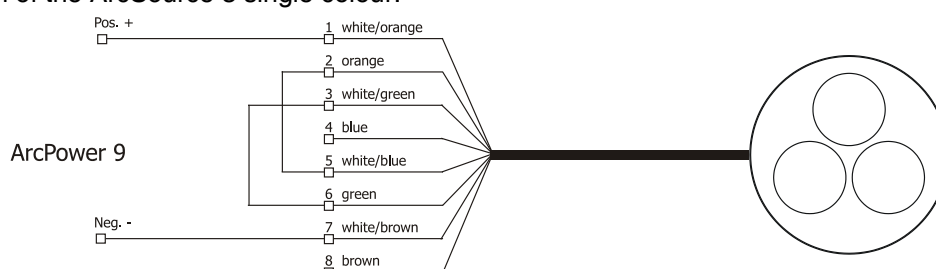 of the ArcSource 3 single colour.
Pos. +
1 white/orange
2 orange
3 white/green
4 blue
ArcPower 9
5 white/blue
6 green
Neg. -
7 white/brown
8 brown